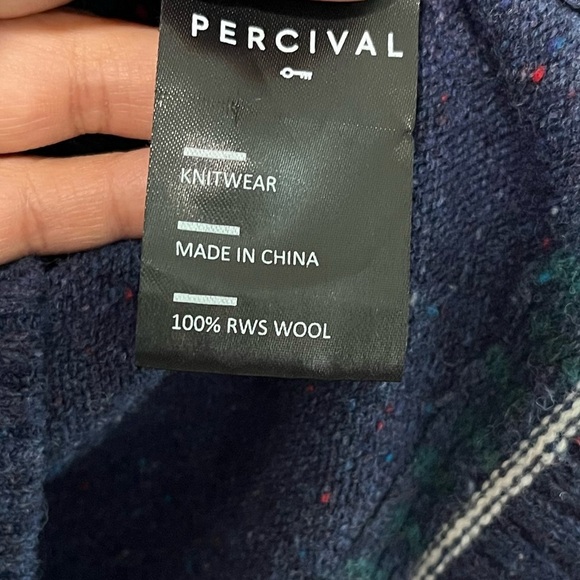 PERCIVAL
KNITWEAR
MADE IN CHINA
100% RWS WOOL